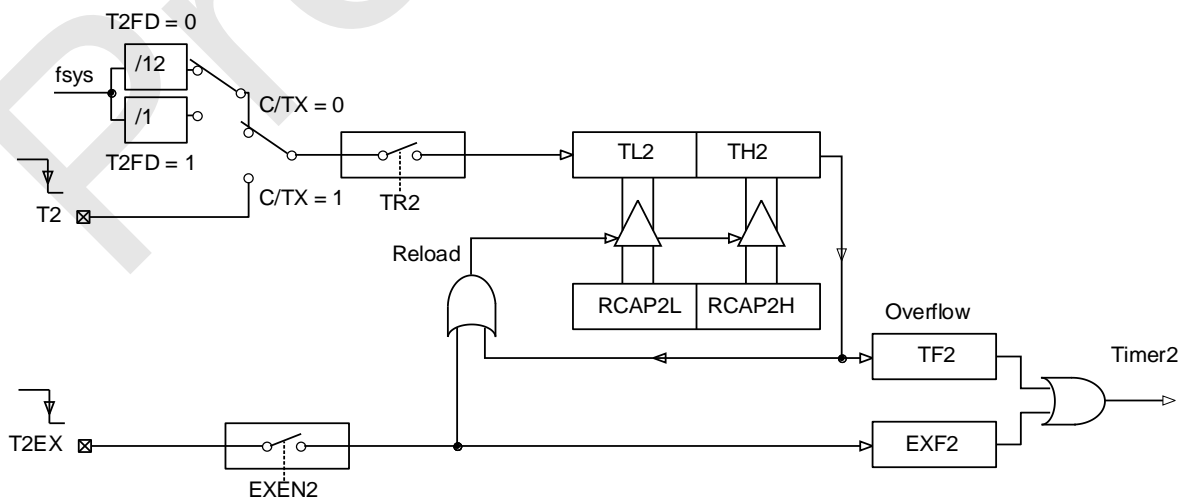 T2FD = 0
/12
fsys
/1
T2FD = 1
C/TX = 0
C/TX = 1
T2
TR2
TL2
TH2
Reload
RCAP2L
RCAP2H
Overflow
TF2
Timer2
T2EX
EXEN2
EXF2